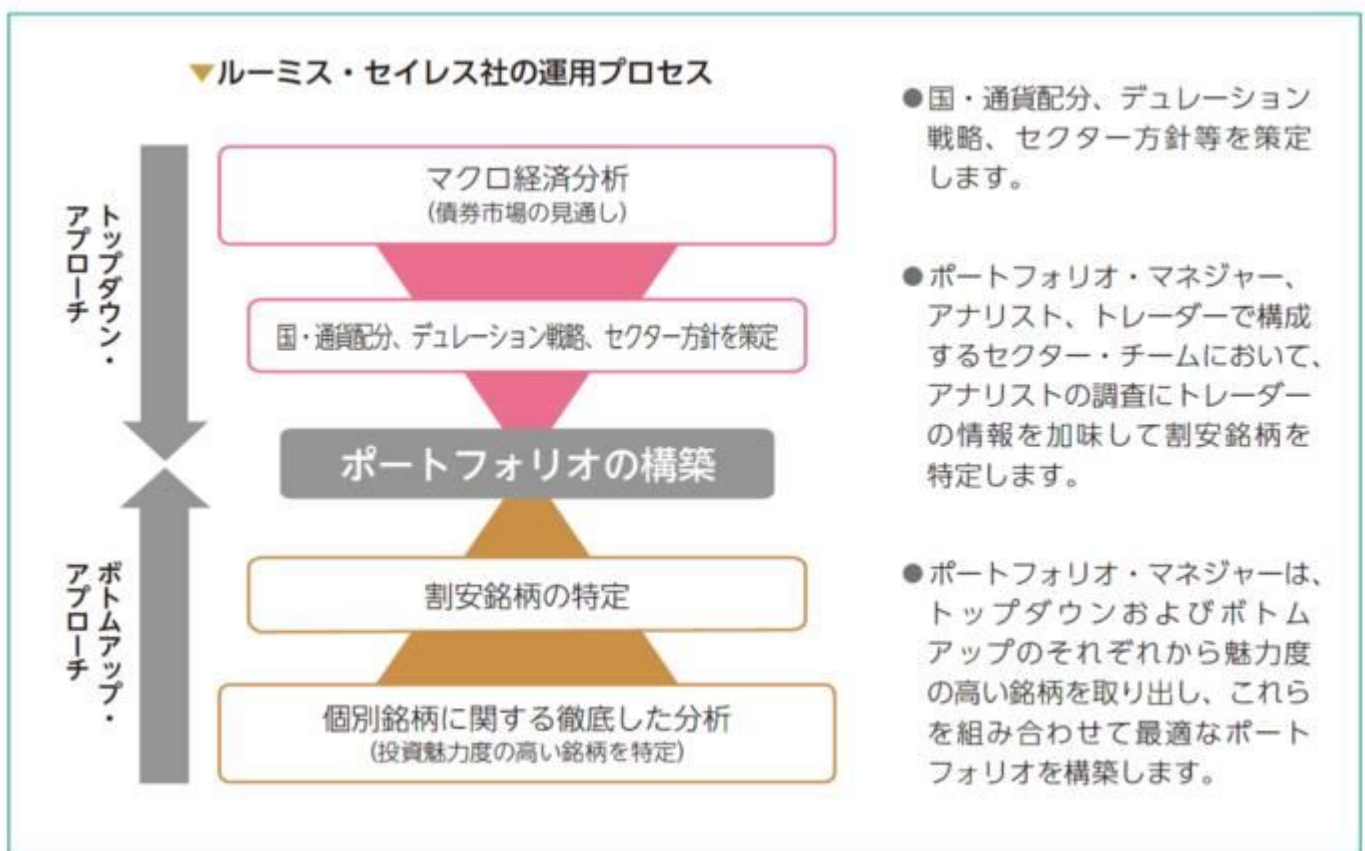 ▼ルーミス・セイレス社の運用プロセス
トップダウン・
アプローチ
マクロ経済分析
(債券市場の見通し)
国・通貨配分、デュレーション戦略、セクター方針を策定
ポートフォリオの構築
ボトムアップ・
アプローチ
割安銘柄の特定
個別銘柄に関する徹底した分析
(投資魅力度の高い銘柄を特定)
●国・通貨配分、デュレーション
戦略、セクター方針等を策定
します。
●ポートフォリオ・マネジャー、
アナリスト、トレーダーで構成
するセクター・チームにおいて、
アナリストの調査にトレーダー
の情報を加味して割安銘柄を
特定します。
●ポートフォリオ・マネジャーは、
トップダウンおよびボトム
アップのそれぞれから魅力度
の高い銘柄を取り出し、これら
を組み合わせて最適なポート
フォリオを構築します。